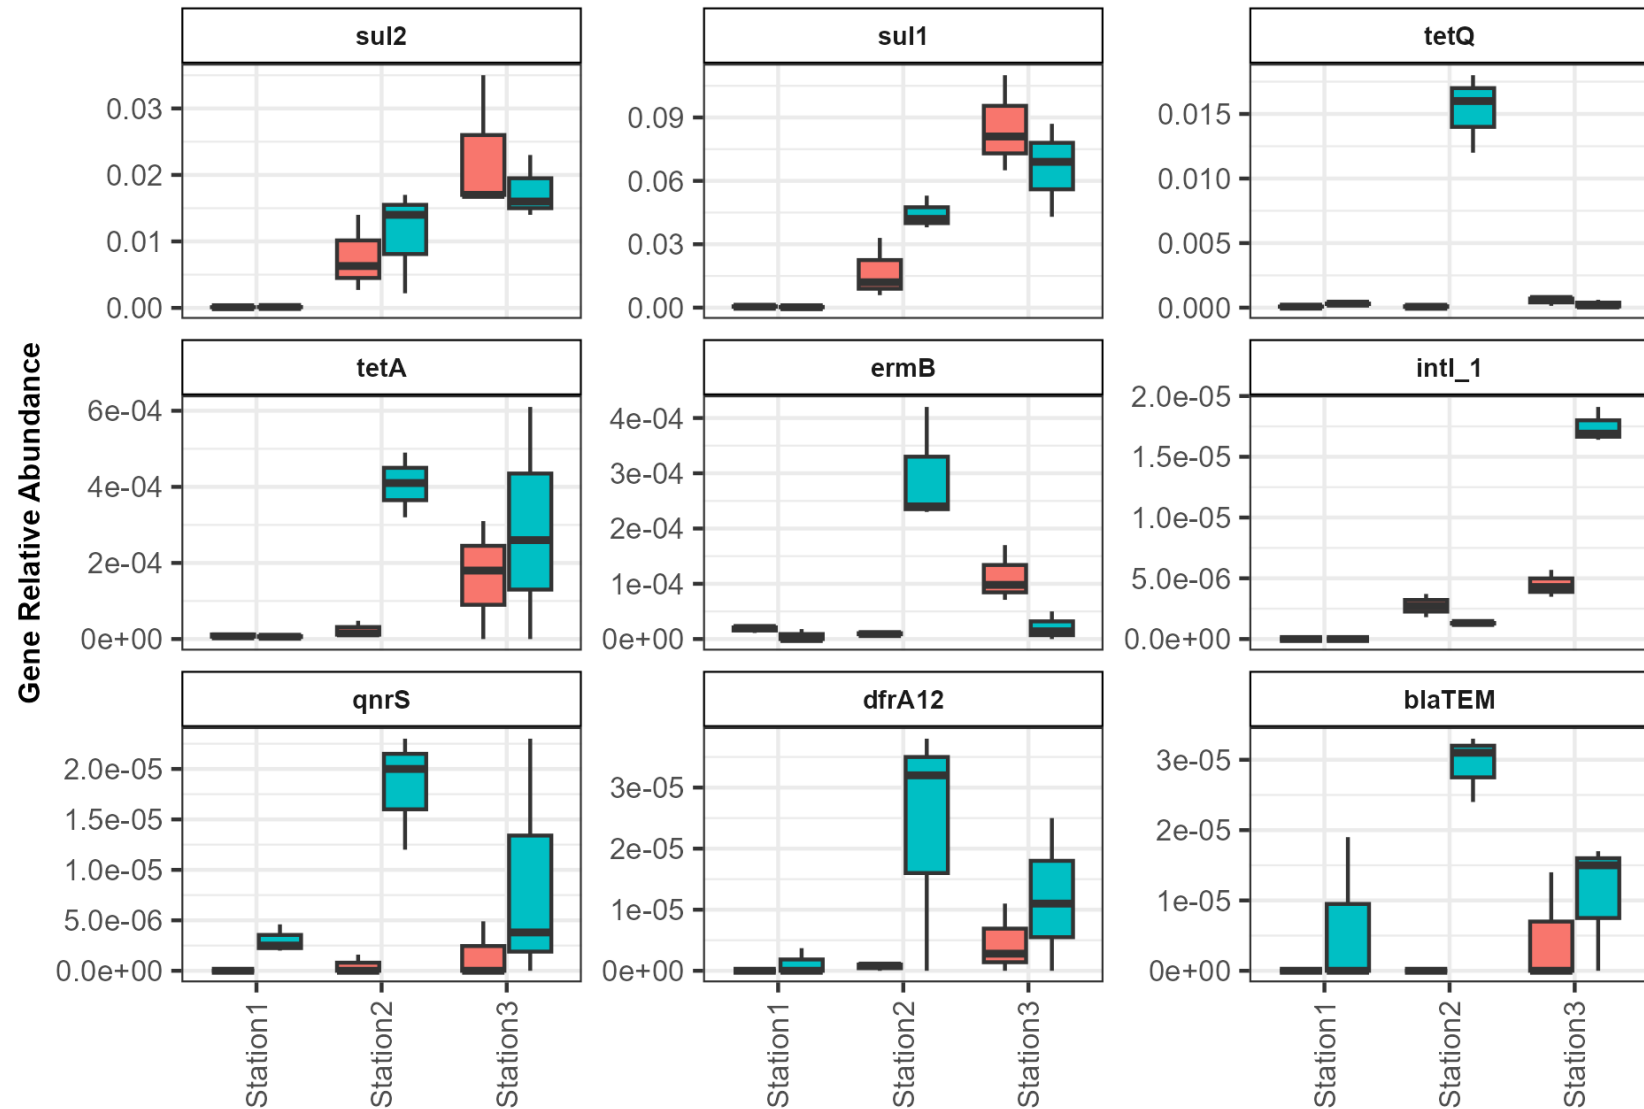 Gene Relative Abundance
sul2
sul1
tetQ
0.03
0.02
0.01
0.00
0.09
0.06
0.03
0.00
0.015
0.010
0.005
0.000
tetA
ermB
intI_1
6e-04
4e-04
2e-04
0e+00
4e-04
3e-04
2e-04
1e-04
0e+00
2.0e-05
1.5e-05
1.0e-05
5.0e-06
0.0e+00
qnrS
dfrA12
blaTEM
2.0e-05
1.5e-05
1.0e-05
5.0e-06
0.0e+00
3e-05
2e-05
1e-05
0e+00
3e-05
2e-05
1e-05
0e+00
Station1
Station2
Station3
Station1
Station2
Station3
Station1
Station2
Station3